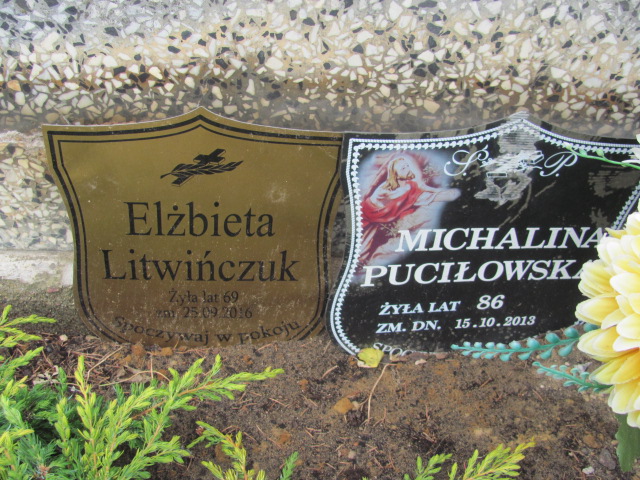 Elżbieta
Litwińczuk
Żyła lat 69
zm. 25.09.2016
Spoczywaj w pokoju
Ś. P.
MICHALINA
PUCIŁOWSKA
ŻYŁA LAT 86
ZM. DN. 15.10.2013